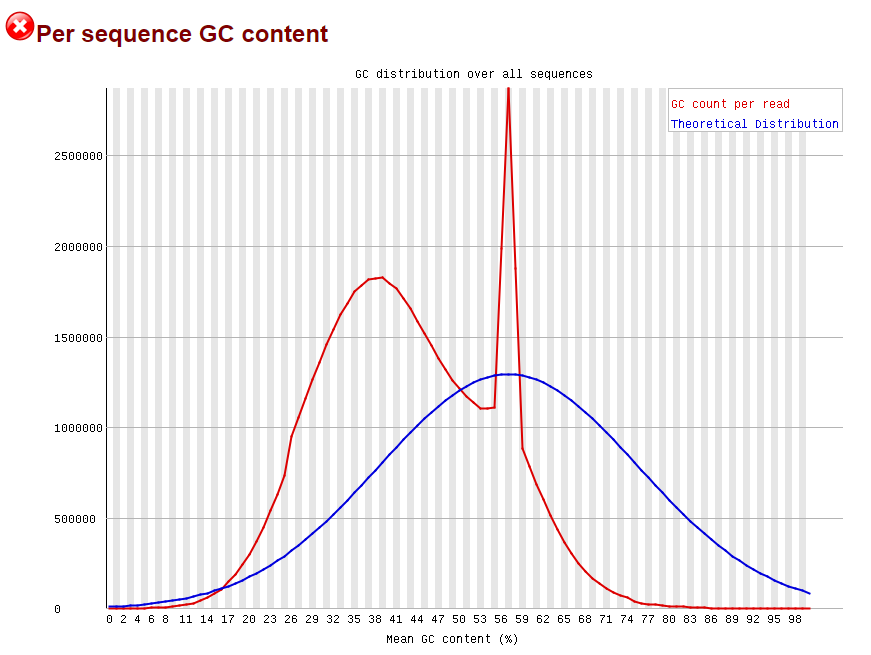 Per sequence GC content
GC distribution over all sequences
GC count per read
Theoretical Distribution
2500000
2000000
1500000
1000000
500000
0
0 2 4 6 8 11 14 17 20 23 26 29 32 35 38 41 44 47 50 53 56 59 62 65 68 71 74 77 80 83 86 89 92 95 98
Mean GC content (%)